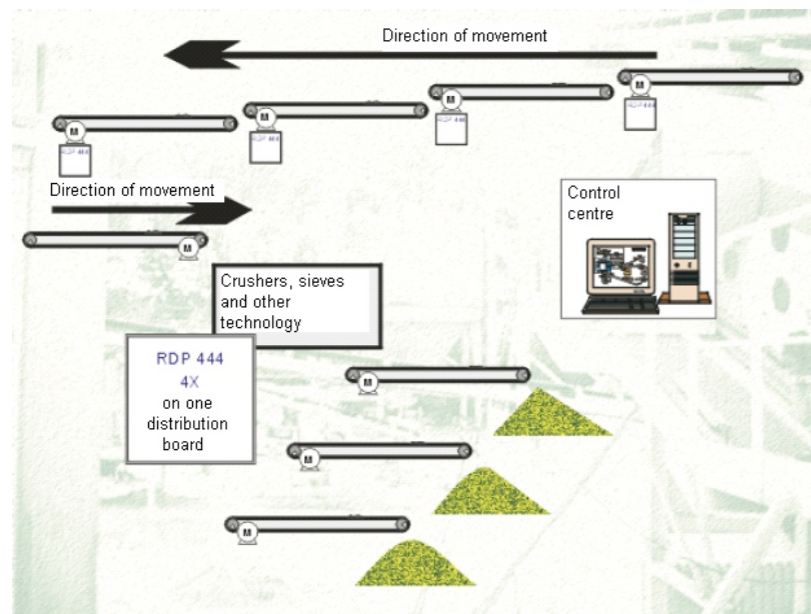 Direction of movement
M
RDP 444
M
RDP 444
M
RDP 444
M
RDP 444
Direction of movement
M
Control
centre
Crushers, sieves
and other
technology
RDP 444
4X
on one
distribution
board
M
M
M